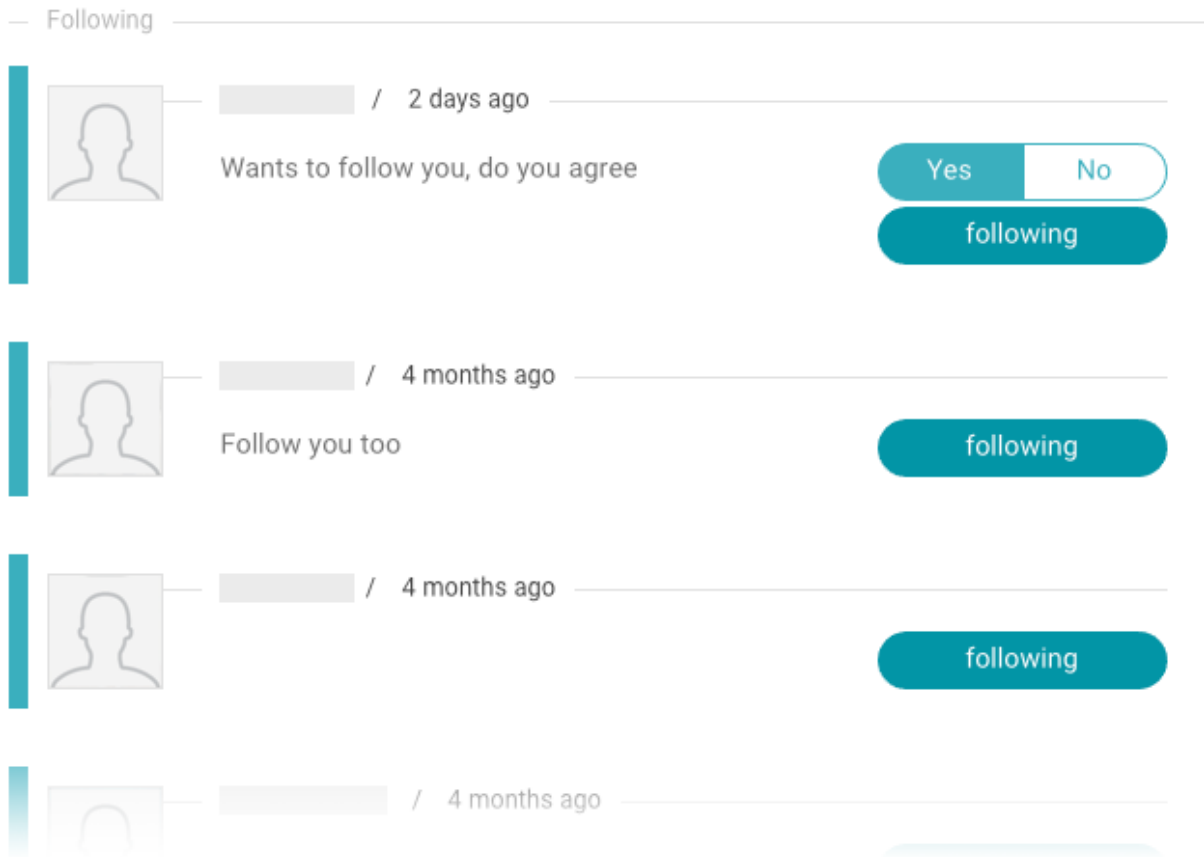 Following
/ 2 days ago
Wants to follow you, do you agree
Yes No
following
/ 4 months ago
Follow you too
following
/ 4 months ago
following
/ 4 months ago